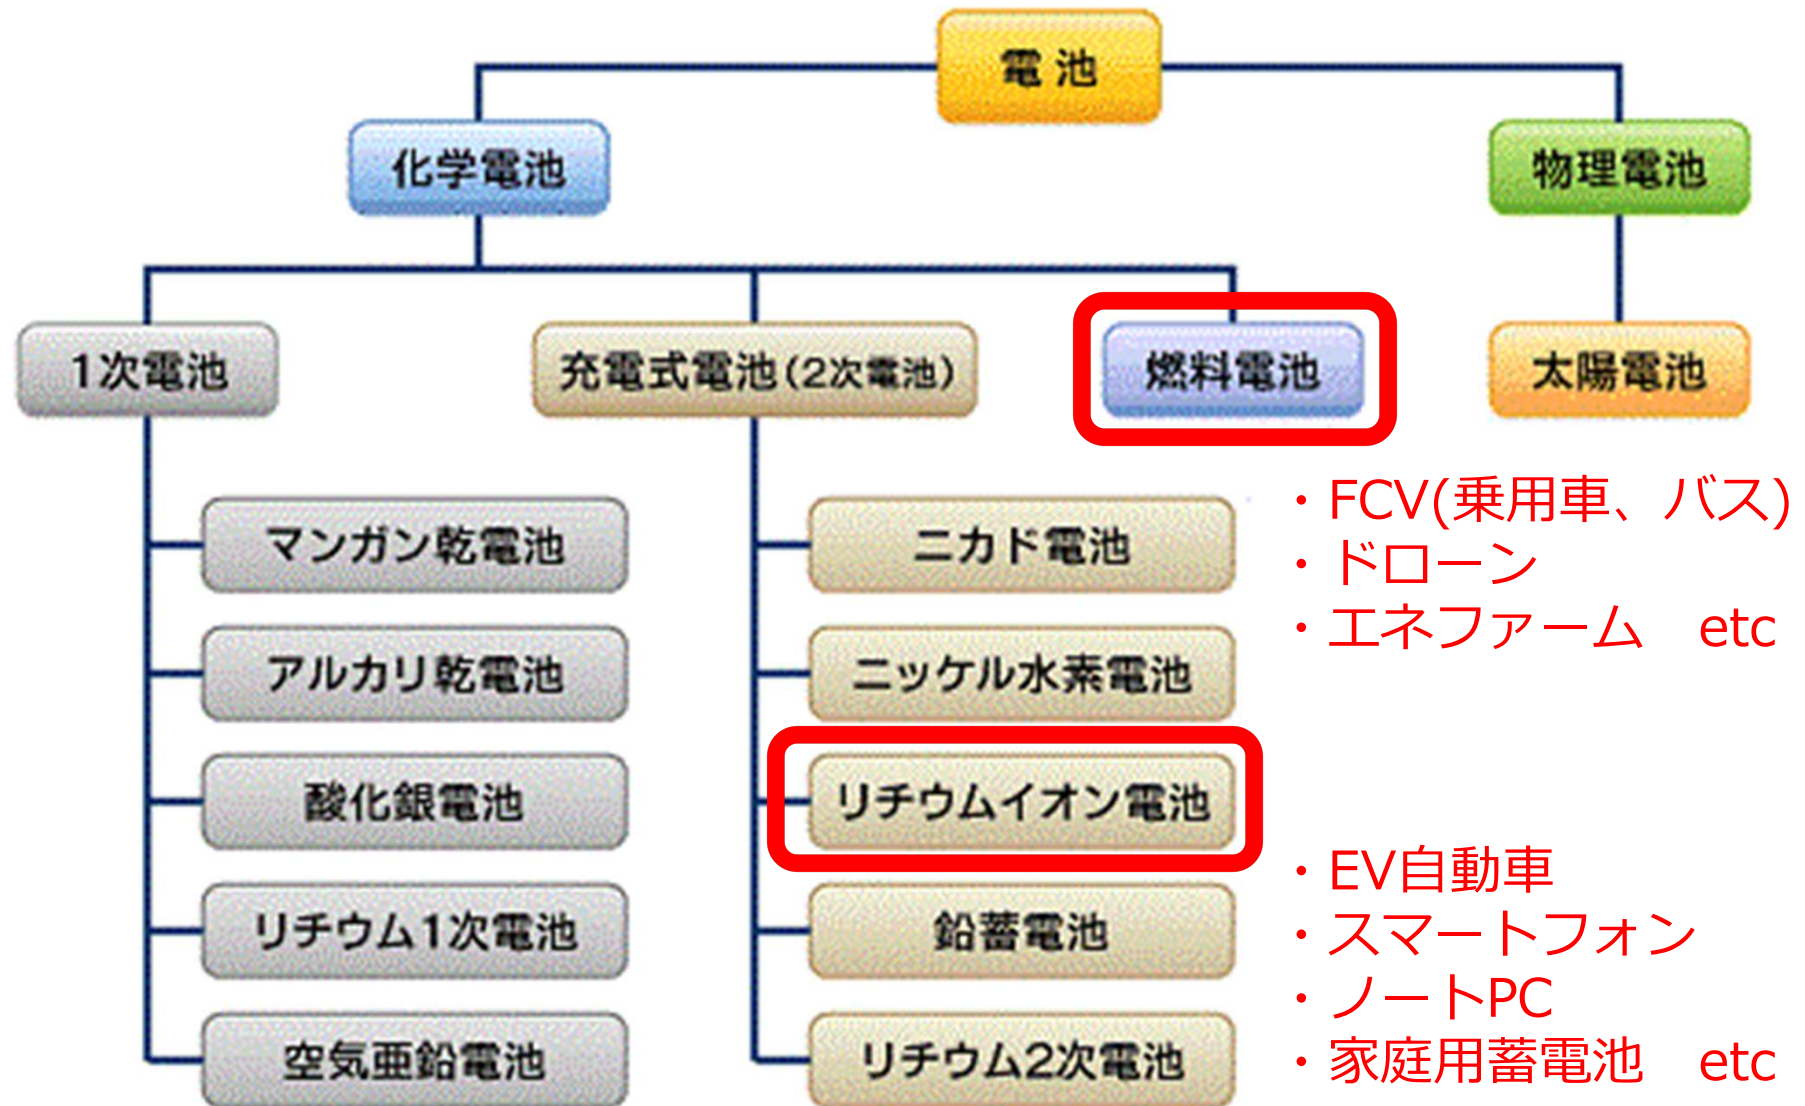 電池
化学電池
物理電池
1次電池
充電式電池(2次電池)
燃料電池
太陽電池
マンガン乾電池
アルカリ乾電池
酸化銀電池
リチウム1次電池
空気亜鉛電池
ニカド電池
ニッケル水素電池
リチウムイオン電池
鉛蓄電池
リチウム2次電池
・FCV(乗用車、バス)
・ドローン
・エネファーム　etc
・EV自動車
・スマートフォン
・ノートPC
・家庭用蓄電池　etc